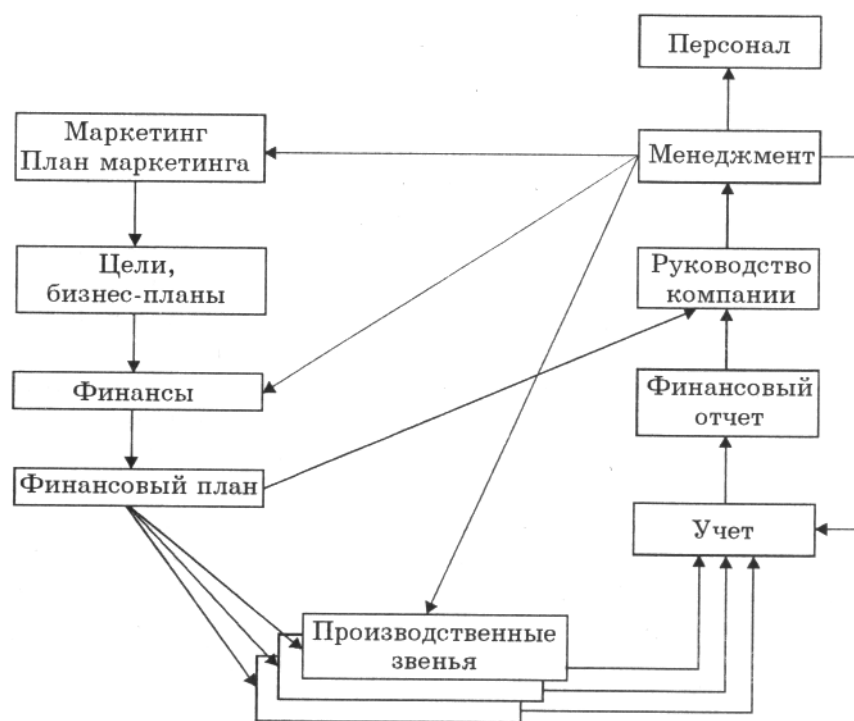 Персонал
Маркетинг
План маркетинга
Менеджмент
Цели,
бизнес-планы
Руководство
компании
Финансы
Финансовый
отчет
Финансовый план
Учет
Производственные
звенья